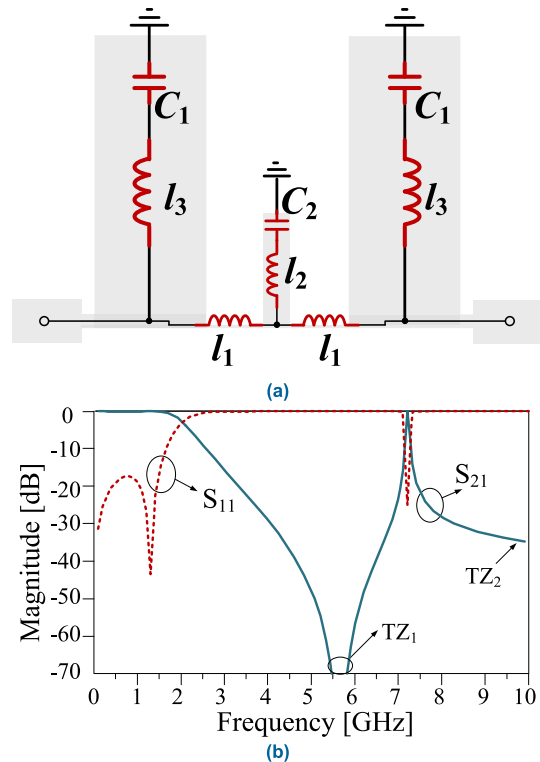 C1 C1
l3 C2 l3
l2
l1 l1
(a)
0
-10
-20
-30
-40
-50
-60
-70
Magnitude [dB]
S11
S21
TZ2
TZ1
0 1 2 3 4 5 6 7 8 9 10
Frequency [GHz]
(b)